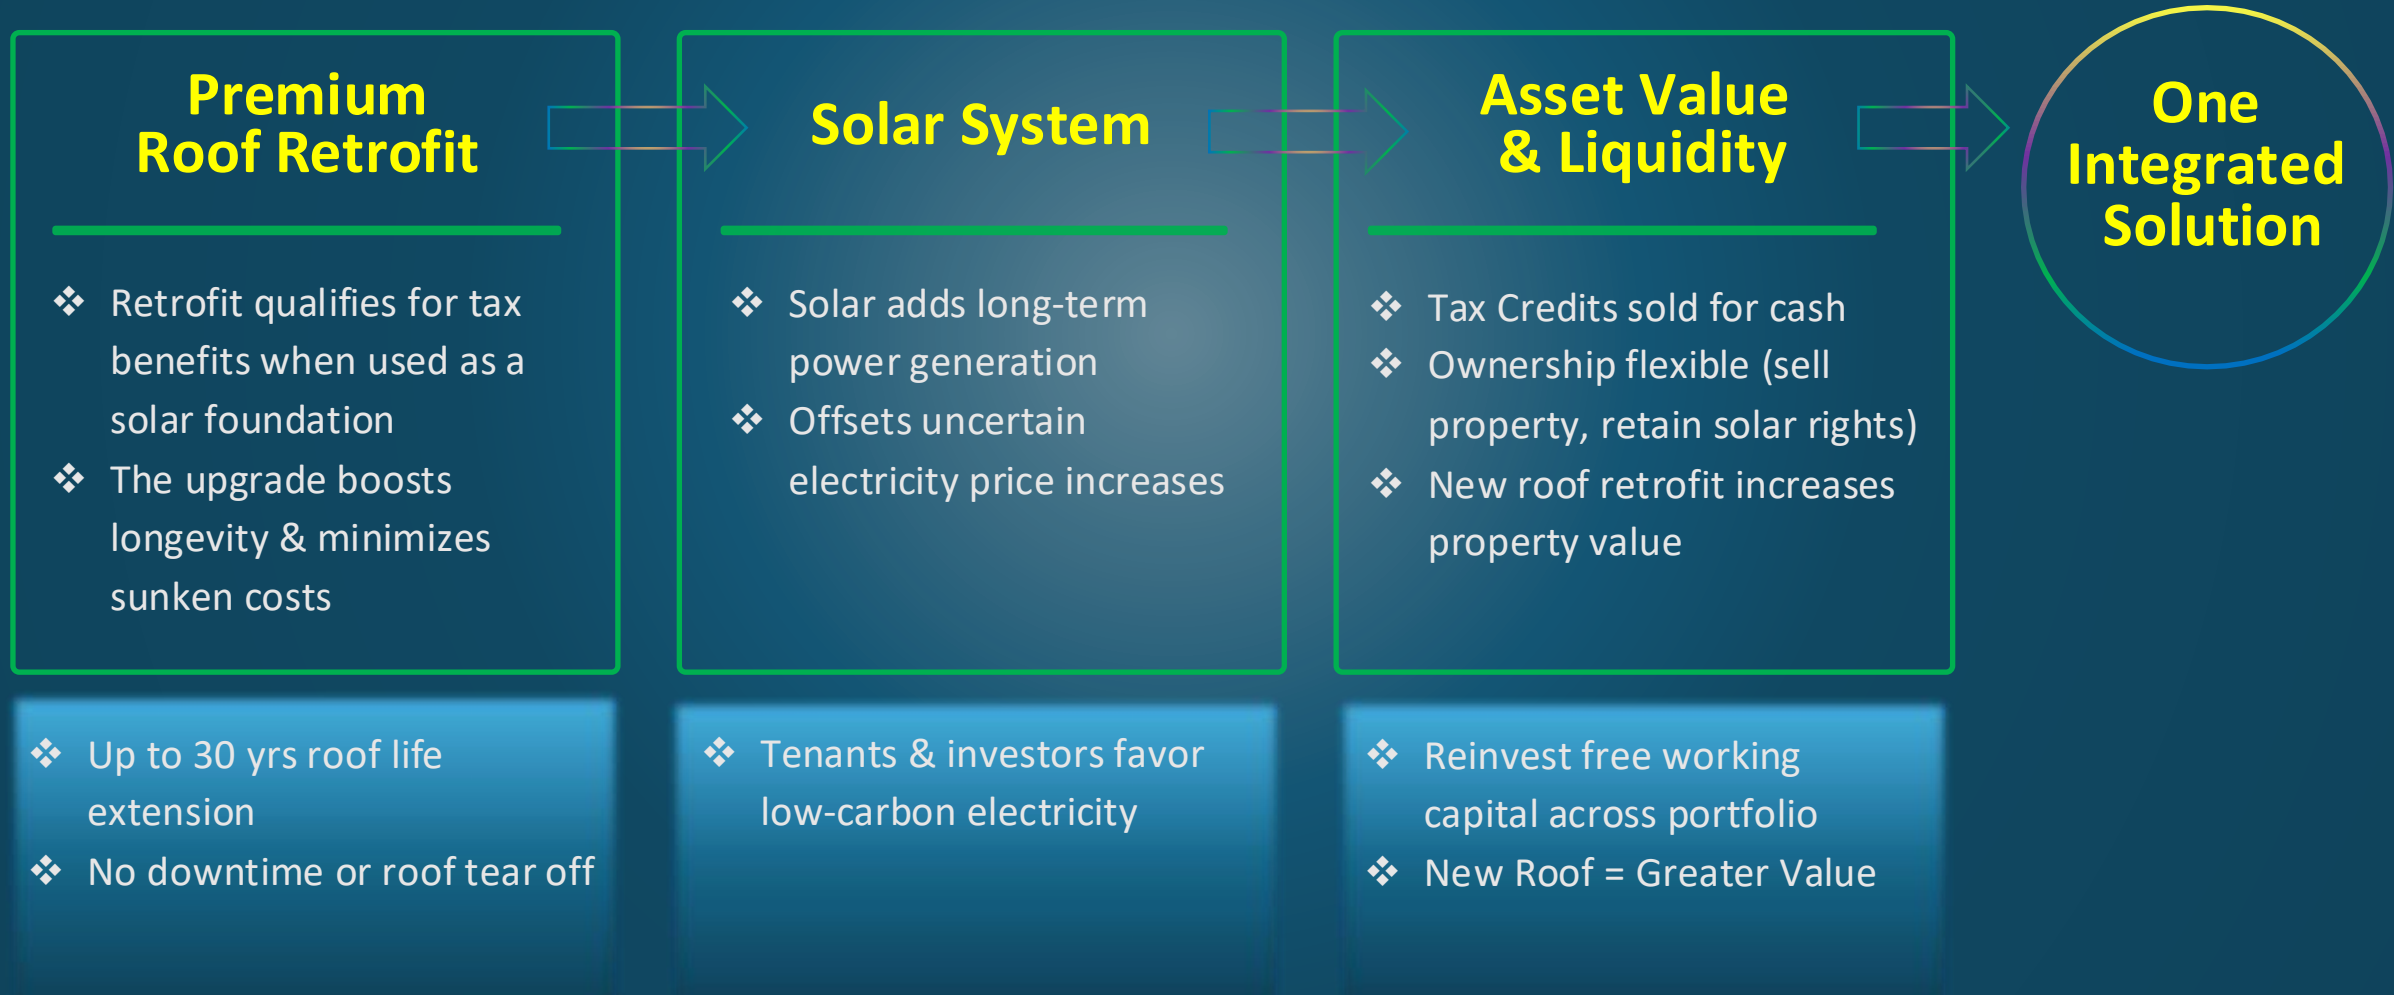 Premium
Roof Retrofit
❖ Retrofit qualifies for tax
benefits when used as a
solar foundation
❖ The upgrade boosts
longevity & minimizes
sunken costs
❖ Up to 30 yrs roof life
extension
❖ No downtime or roof tear off
Solar System
❖ Solar adds long-term
power generation
❖ Offsets uncertain
electricity price increases
❖ Tenants & investors favor
low-carbon electricity
Asset Value
& Liquidity
❖ Tax Credits sold for cash
❖ Ownership flexible (sell
property, retain solar rights)
❖ New roof retrofit increases
property value
❖ Reinvest free working
capital across portfolio
❖ New Roof = Greater Value
One
Integrated
Solution